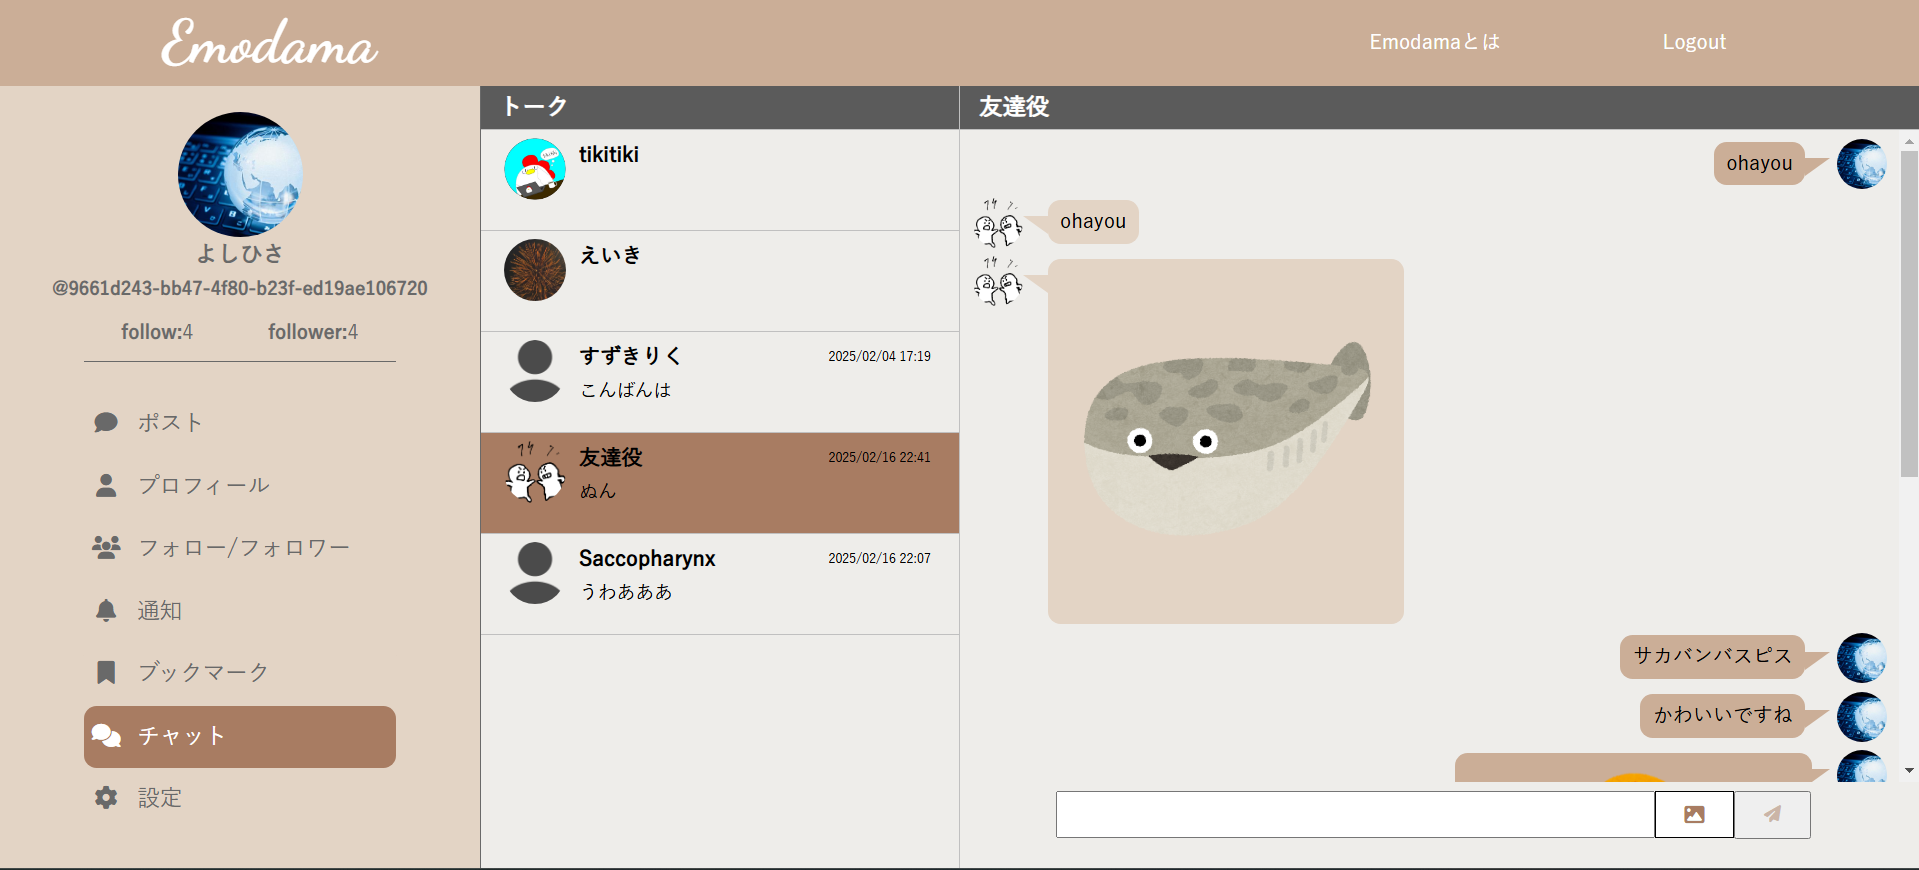 Emodama
Emodamaとは
Logout
よしひさ
@9661d243-bb47-4f80-b23f-ed19ae106720
follow:4
follower:4
ポスト
プロフィール
フォロー/フォロワー
通知
ブックマーク
チャット
設定
トーク
tikitiki
えいき
すずきりく
2025/02/04 17:19
こんばんは
友達役
2025/02/16 22:41
ぬん
Saccopharynx
2025/02/16 22:07
うわあああ
友達役
ohayou
ohayou
サカバンバスピス
かわいいですね